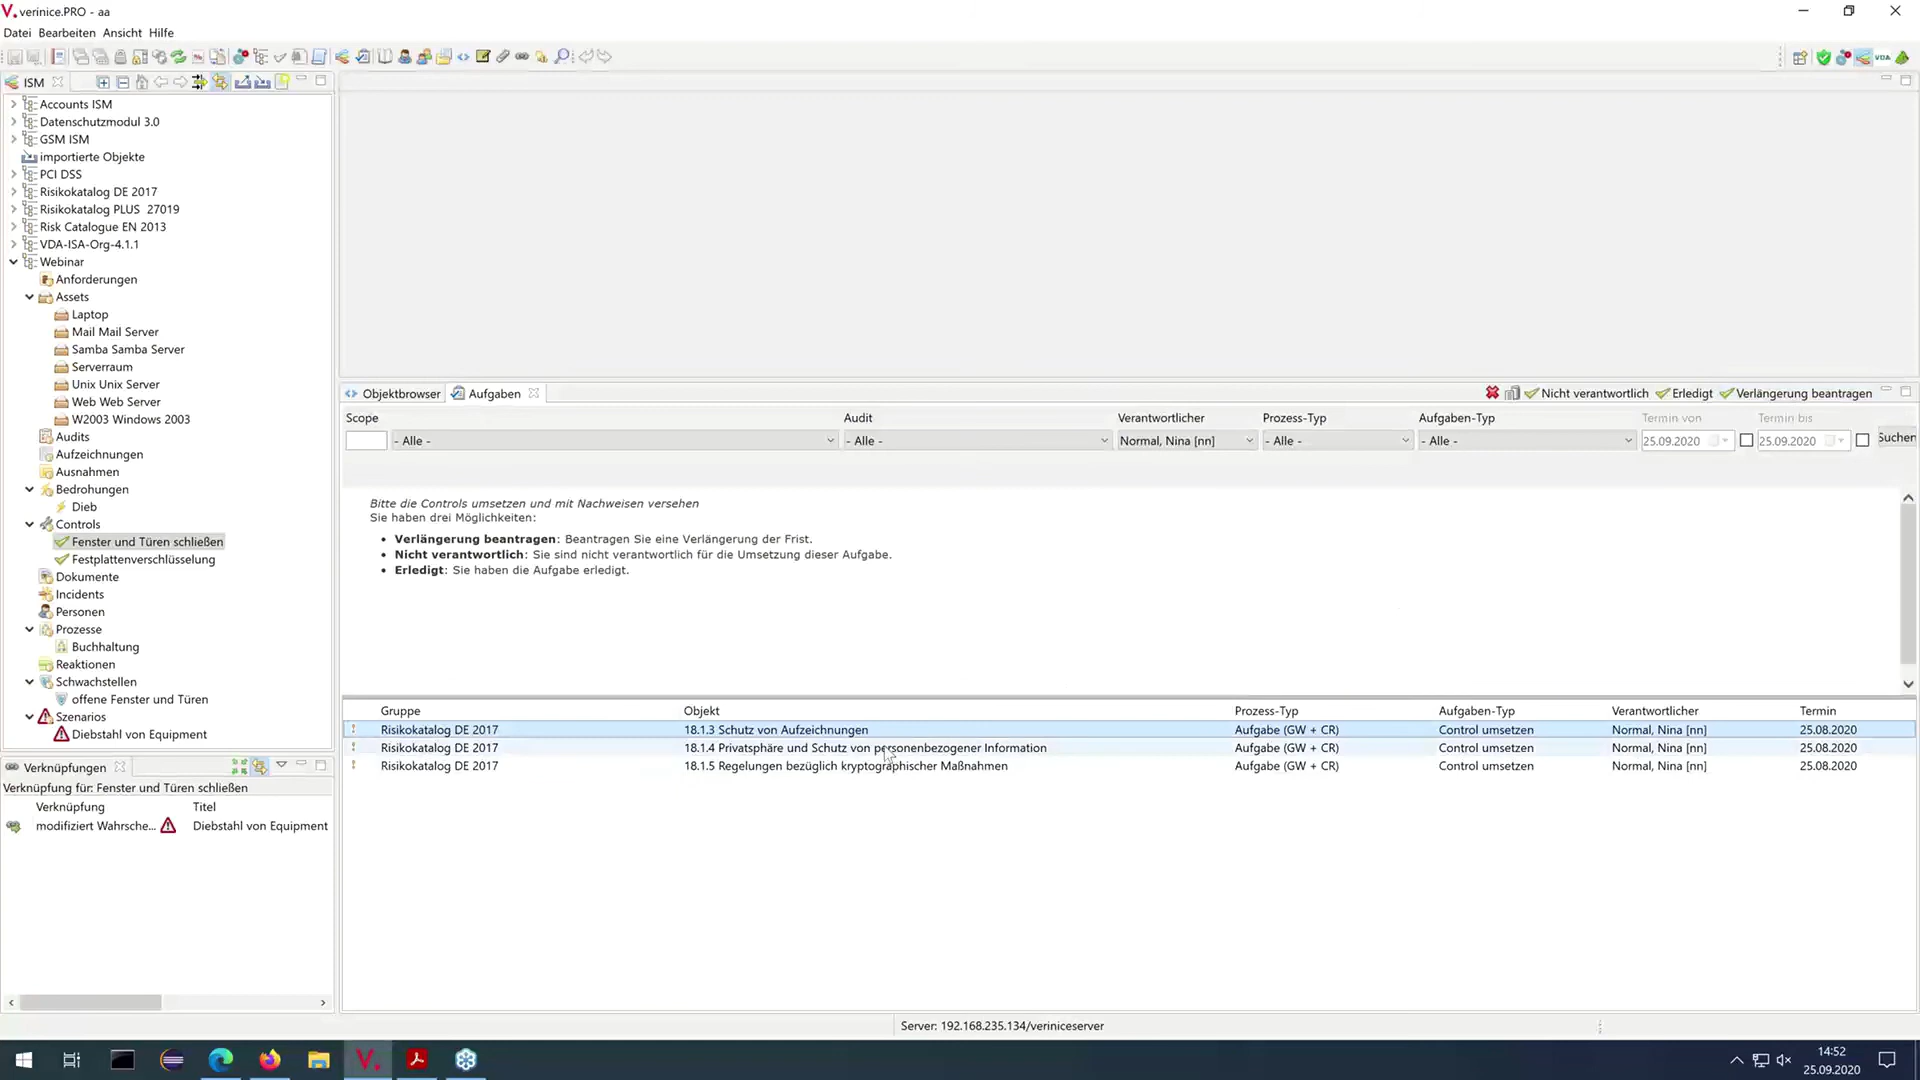 verinice.PRO - aa
Datei Bearbeiten Ansicht Hilfe
VDA
ISM
Accounts ISM
Datenschutzmodul 3.0
GSM ISM
importierte Objekte
PCI DSS
Risikokatalog DE 2017
Risikokatalog PLUS 27019
Risk Catalogue EN 2013
VDA-ISA-Org-4.1.1
Webinar
Anforderungen
Assets
Laptop
Mail Mail Server
Samba Samba Server
Serverraum
Unix Unix Server
Web Web Server
W2003 Windows 2003
Audits
Aufzeichnungen
Ausnahmen
Bedrohungen
Dieb
Controls
Fenster und Türen schließen
Festplattenverschlüsselung
Dokumente
Incidents
Personen
Prozesse
Buchhaltung
Reaktionen
Schwachstellen
offene Fenster und Türen
Szenarios
Diebstahl von Equipment
Verknüpfungen
Verknüpfung für: Fenster und Türen schließen
Verknüpfung Titel
modifiziert Wahrsche... Diebstahl von Equipment
Objektbrowser Aufgaben Nicht verantwortlich Erledigt Verlängerung beantragen
Scope Audit Verantwortlicher Prozess-Typ Aufgaben-Typ Termin von Termin bis
- Alle - - Alle - Normal, Nina [nn] - Alle - - Alle - 25.09.2020 25.09.2020 Suchen
Bitte die Controls umsetzen und mit Nachweisen versehen
Sie haben drei Möglichkeiten:
• Verlängerung beantragen: Beantragen Sie eine Verlängerung der Frist.
• Nicht verantwortlich: Sie sind nicht verantwortlich für die Umsetzung dieser Aufgabe.
• Erledigt: Sie haben die Aufgabe erledigt.
Gruppe Objekt Prozess-Typ Aufgaben-Typ Verantwortlicher Termin
Risikokatalog DE 2017 18.1.3 Schutz von Aufzeichnungen Aufgabe (GW + CR) Control umsetzen Normal, Nina [nn] 25.08.2020
Risikokatalog DE 2017 18.1.4 Privatsphäre und Schutz von personenbezogener Information Aufgabe (GW + CR) Control umsetzen Normal, Nina [nn] 25.08.2020
Risikokatalog DE 2017 18.1.5 Regelungen bezüglich kryptographischer Maßnahmen Aufgabe (GW + CR) Control umsetzen Normal, Nina [nn] 25.08.2020
Server: 192.168.235.134/veriniceserver
14:52
25.09.2020